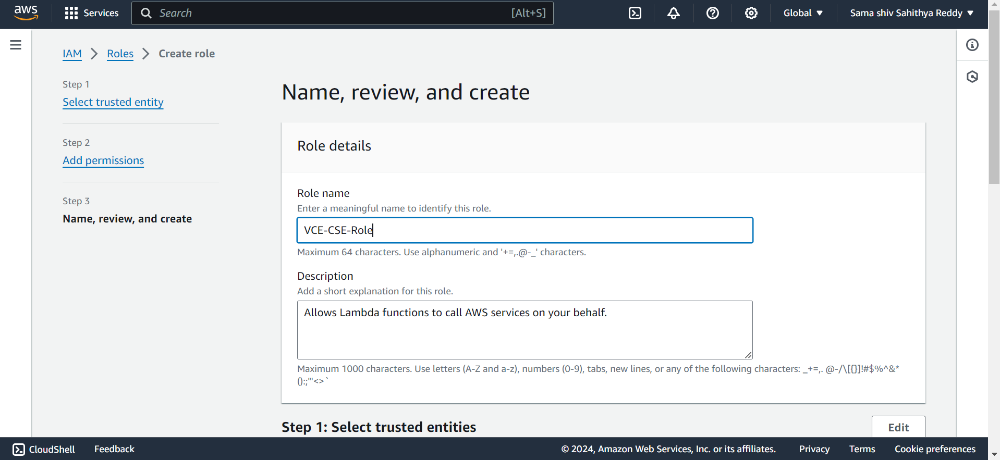 aws Services Search [Alt+S] Global Sama shiv Sahithya Reddy
IAM Roles Create role
Step 1
Select trusted entity
Step 2
Add permissions
Step 3
Name, review, and create
Name, review, and create
Role details
Role name
Enter a meaningful name to identify this role.
VCE-CSE-Role
Maximum 64 characters. Use alphanumeric and '+=,.@-_' characters.
Description
Add a short explanation for this role.
Allows Lambda functions to call AWS services on your behalf.
Maximum 1000 characters. Use letters (A-Z and a-z), numbers (0-9), tabs, new lines, or any of the following characters: _+=,. @-/\[{}]!#$%^&*
();:;"'<>`
Step 1: Select trusted entities Edit
CloudShell Feedback © 2024, Amazon Web Services, Inc. or its affiliates. Privacy Terms Cookie preferences